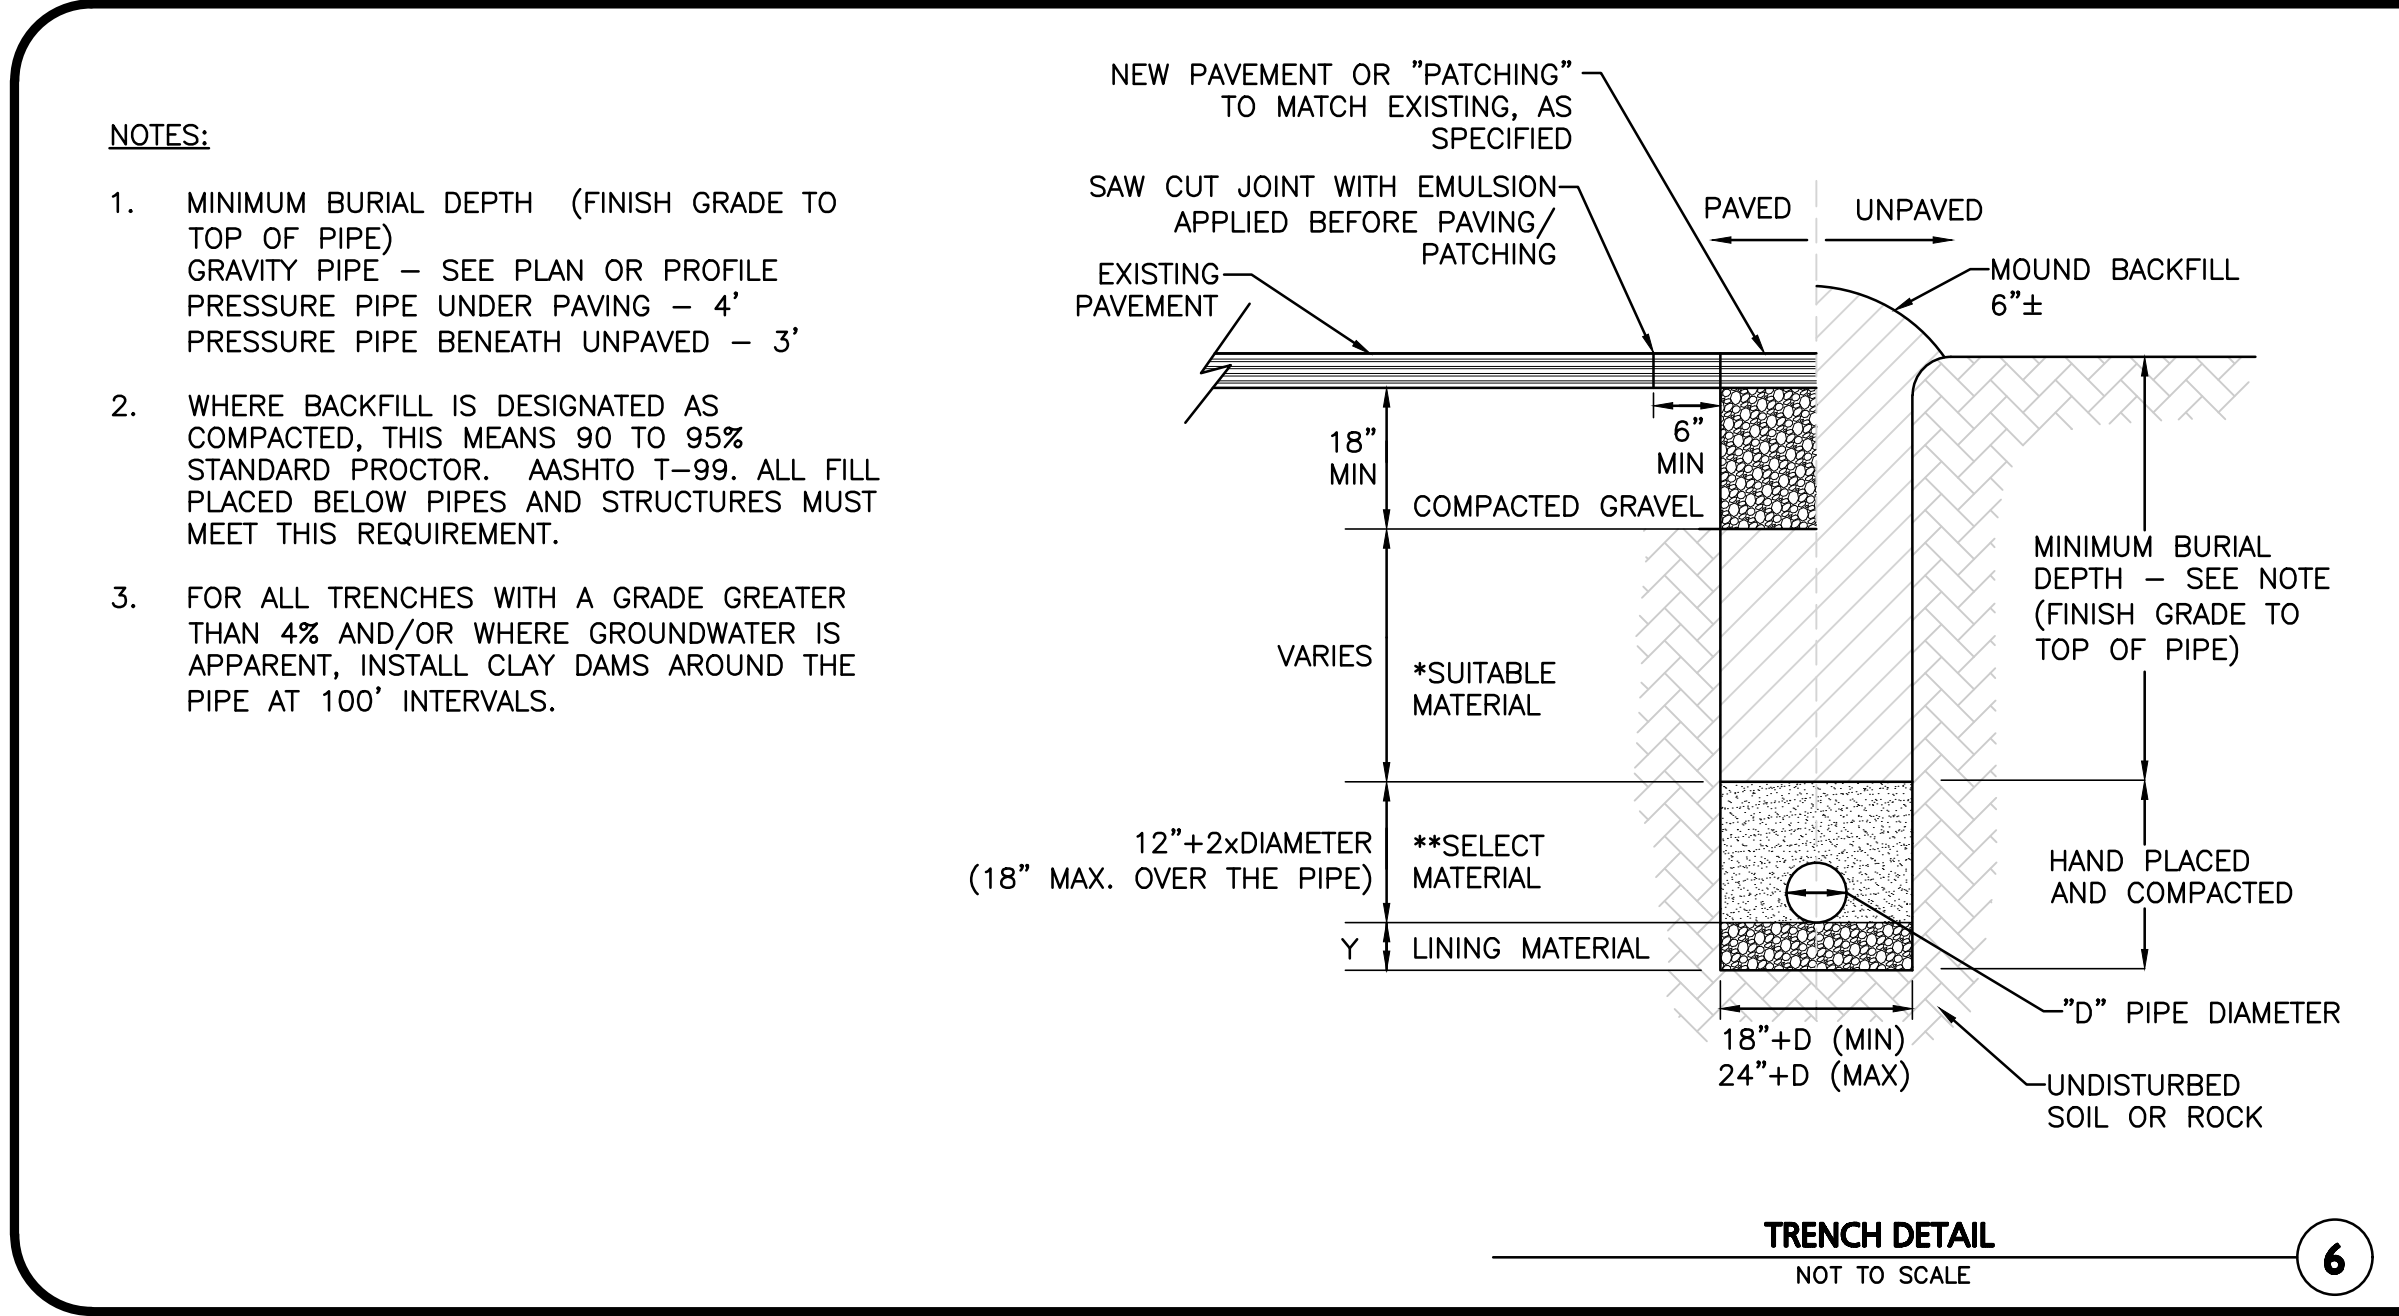 NOTES:
1. MINIMUM BURIAL DEPTH (FINISH GRADE TO
TOP OF PIPE)
GRAVITY PIPE – SEE PLAN OR PROFILE
PRESSURE PIPE UNDER PAVING – 4'
PRESSURE PIPE BENEATH UNPAVED – 3'
2. WHERE BACKFILL IS DESIGNATED AS
COMPACTED, THIS MEANS 90 TO 95%
STANDARD PROCTOR. AASHTO T–99. ALL FILL
PLACED BELOW PIPES AND STRUCTURES MUST
MEET THIS REQUIREMENT.
3. FOR ALL TRENCHES WITH A GRADE GREATER
THAN 4% AND/OR WHERE GROUNDWATER IS
APPARENT, INSTALL CLAY DAMS AROUND THE
PIPE AT 100' INTERVALS.
NEW PAVEMENT OR "PATCHING"
TO MATCH EXISTING, AS
SPECIFIED
SAW CUT JOINT WITH EMULSION
APPLIED BEFORE PAVING/
PATCHING
EXISTING
PAVEMENT
PAVED
UNPAVED
MOUND BACKFILL
6"±
18"
MIN
6"
MIN
COMPACTED GRAVEL
VARIES
*SUITABLE
MATERIAL
MINIMUM BURIAL
DEPTH – SEE NOTE
(FINISH GRADE TO
TOP OF PIPE)
12"+2xDIAMETER
(18" MAX. OVER THE PIPE)
**SELECT
MATERIAL
HAND PLACED
AND COMPACTED
Y
LINING MATERIAL
"D" PIPE DIAMETER
18"+D (MIN)
24"+D (MAX)
UNDISTURBED
SOIL OR ROCK
TRENCH DETAIL
NOT TO SCALE
6